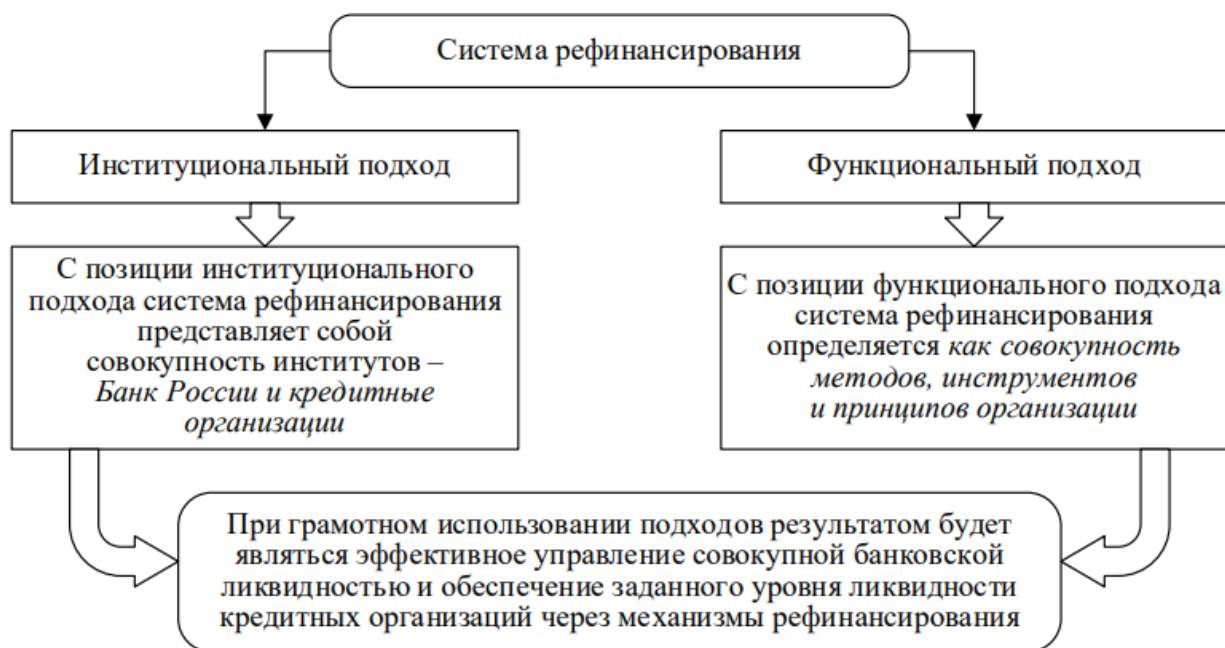 Система рефинансирования
Институциональный подход
Функциональный подход
С позиции институционального
подхода система рефинансирования
представляет собой
совокупность институтов –
Банк России и кредитные
организации
С позиции функционального подхода
система рефинансирования
определяется как совокупность
методов, инструментов
и принципов организации
При грамотном использовании подходов результатом будет
являться эффективное управление совокупной банковской
ликвидностью и обеспечение заданного уровня ликвидности
кредитных организаций через механизмы рефинансирования